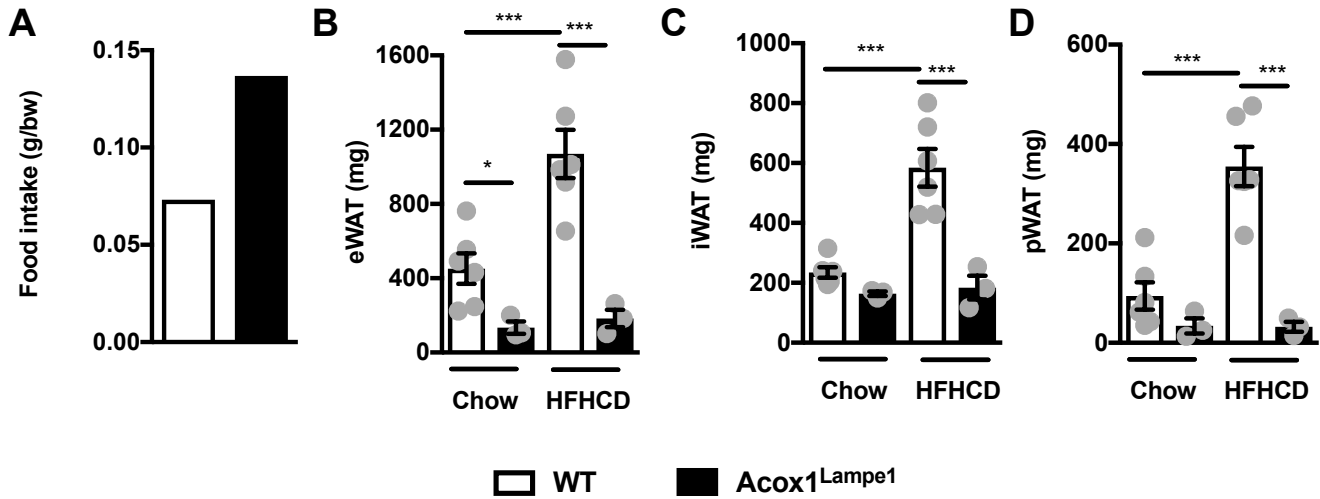 A
Food intake (g/bw)
0.15
0.10
0.05
0.00
B
eWAT (mg)
1600
1200
800
400
0
***
***
*
Chow HFHCD
C
iWAT (mg)
1000
800
600
400
200
0
***
***
Chow HFHCD
D
pWAT (mg)
600
400
200
0
***
***
Chow HFHCD
WT Acox1Lampe1